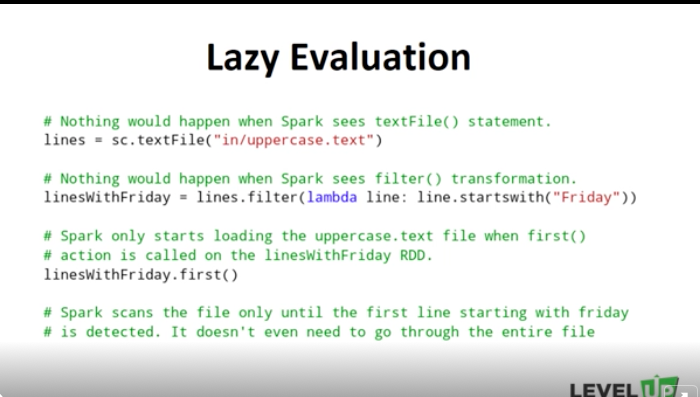 Lazy Evaluation
# Nothing would happen when Spark sees textFile() statement.
lines = sc.textFile("in/uppercase.text")
# Nothing would happen when Spark sees filter() transformation.
linesWithFriday = lines.filter(lambda line: line.startswith("Friday"))
# Spark only starts loading the uppercase.text file when first()
# action is called on the linesWithFriday RDD.
linesWithFriday.first()
# Spark scans the file only until the first line starting with friday
# is detected. It doesn't even need to go through the entire file
LEVEL UP